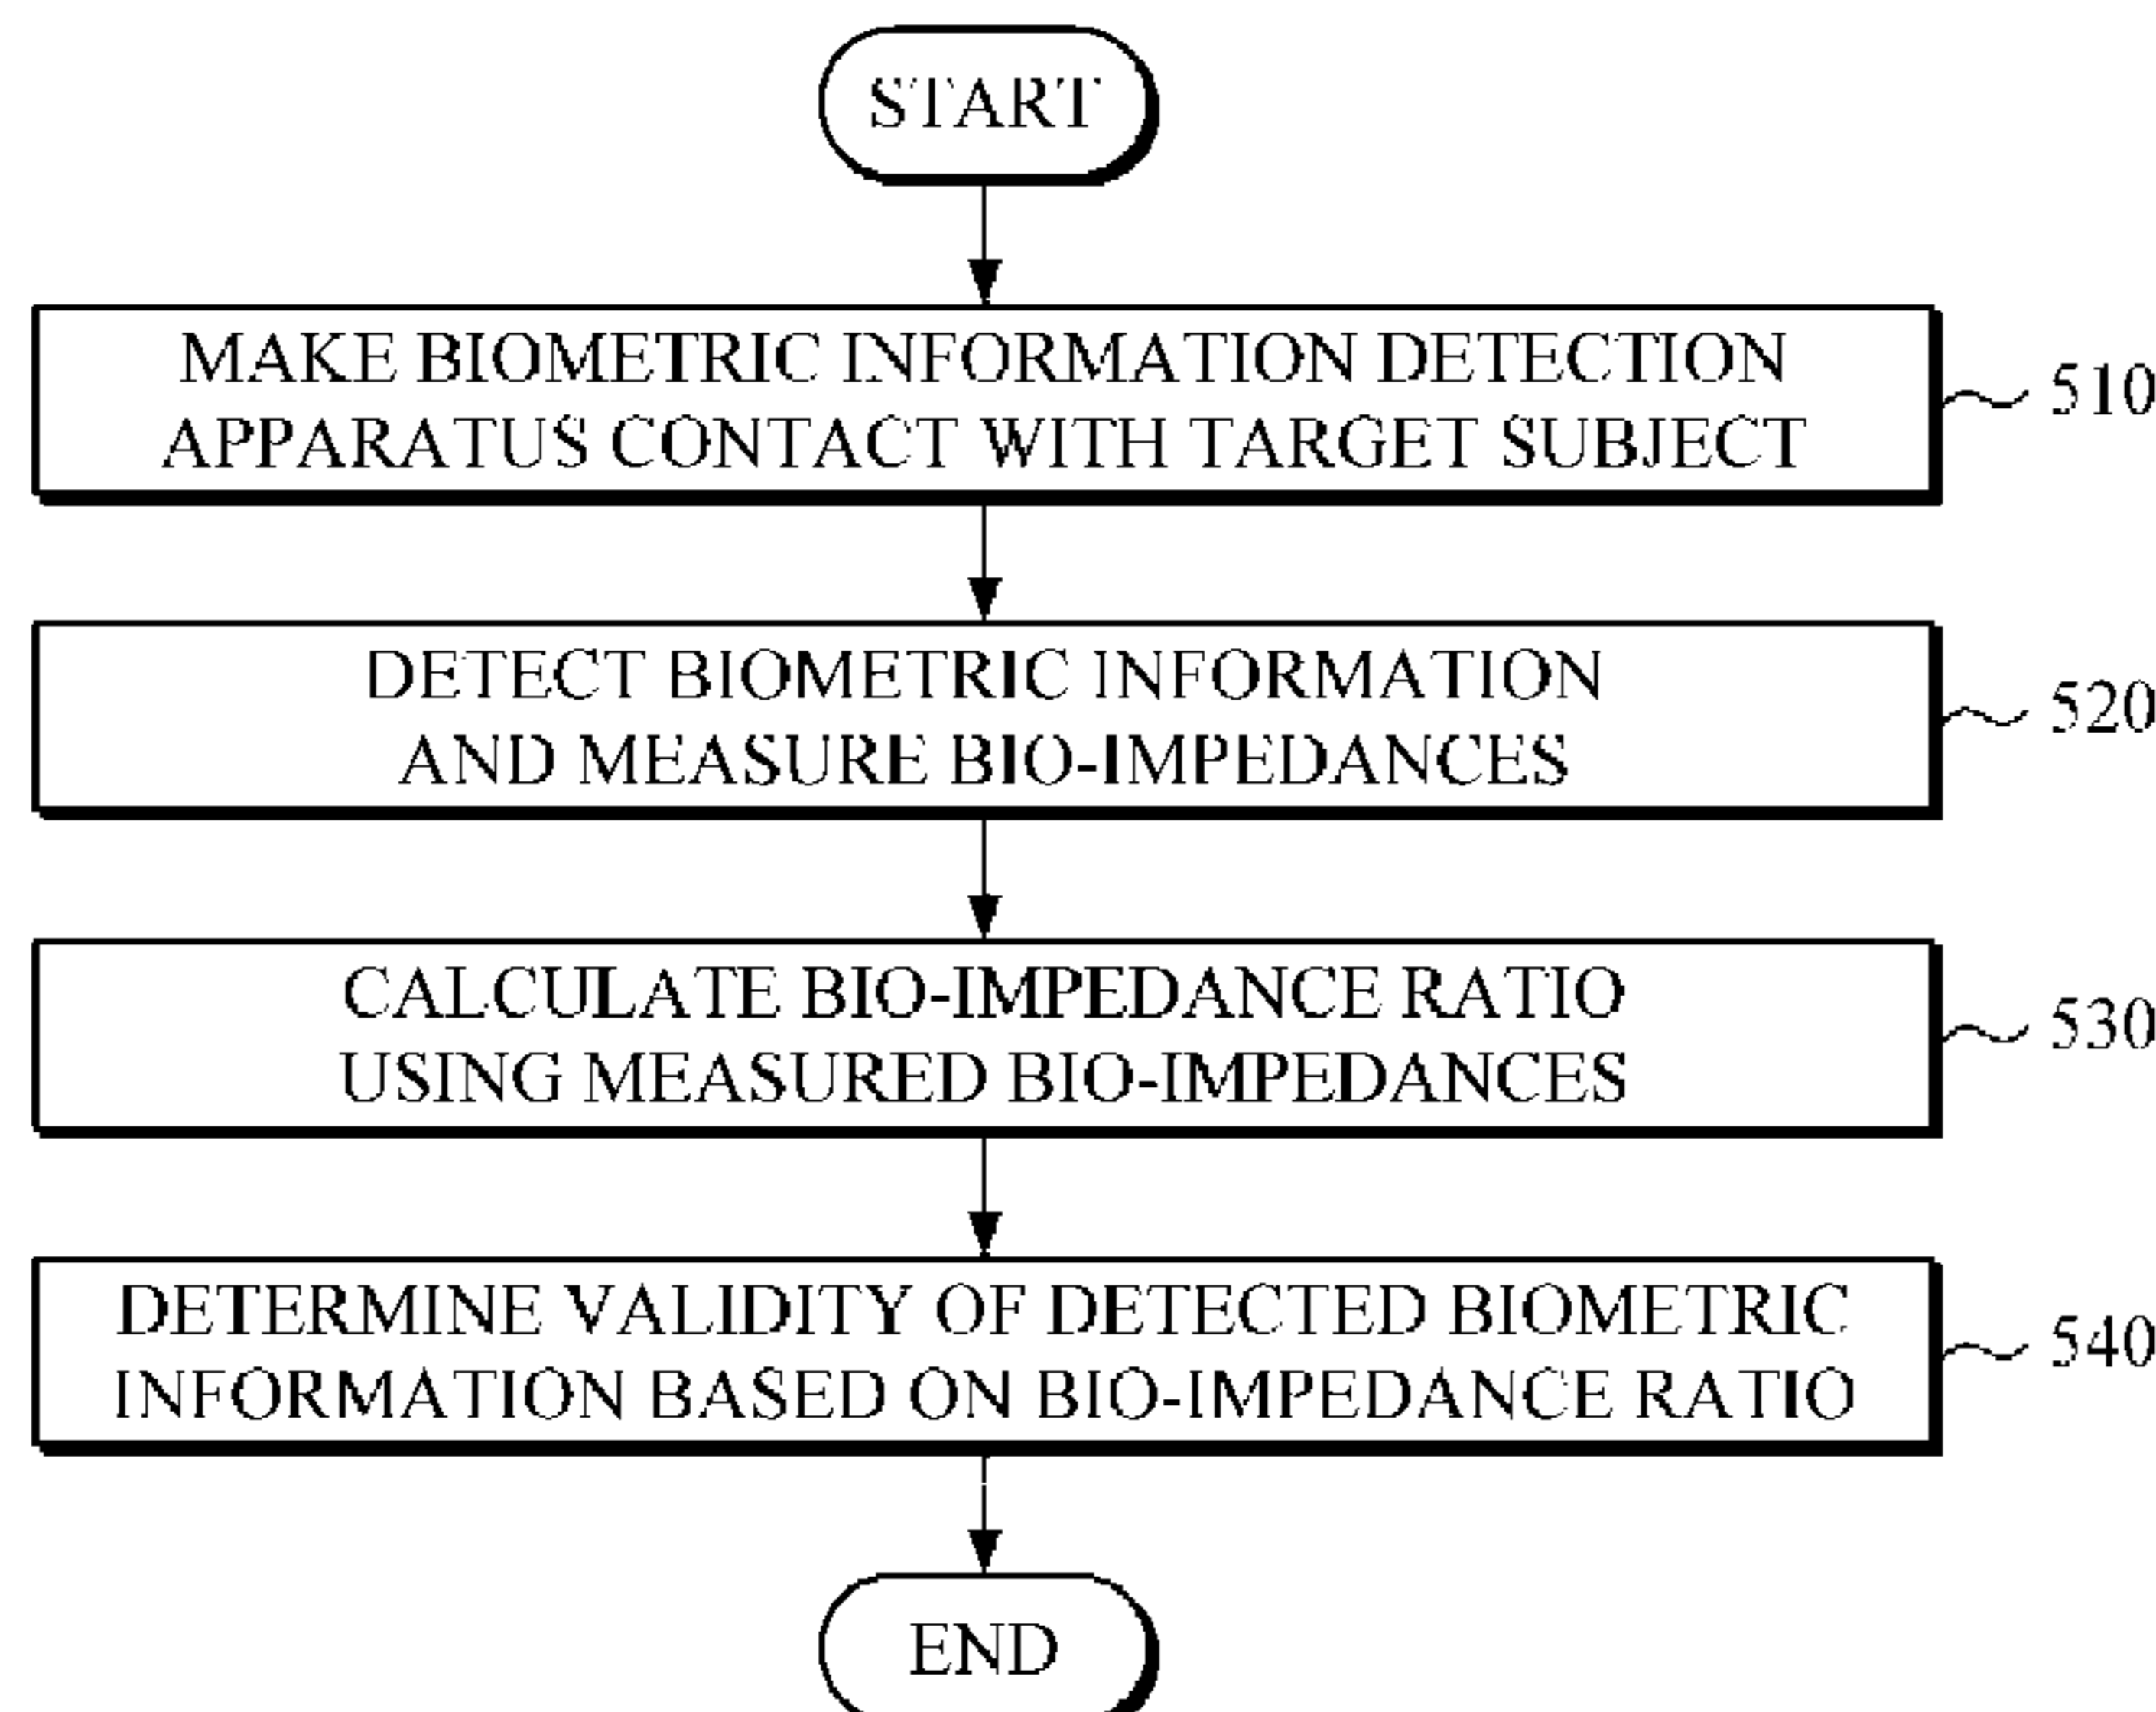 START
MAKE BIOMETRIC INFORMATION DETECTION
APPARATUS CONTACT WITH TARGET SUBJECT
510
DETECT BIOMETRIC INFORMATION
AND MEASURE BIO-IMPEDANCES
520
CALCULATE BIO-IMPEDANCE RATIO
USING MEASURED BIO-IMPEDANCES
530
DETERMINE VALIDITY OF DETECTED BIOMETRIC
INFORMATION BASED ON BIO-IMPEDANCE RATIO
540
END